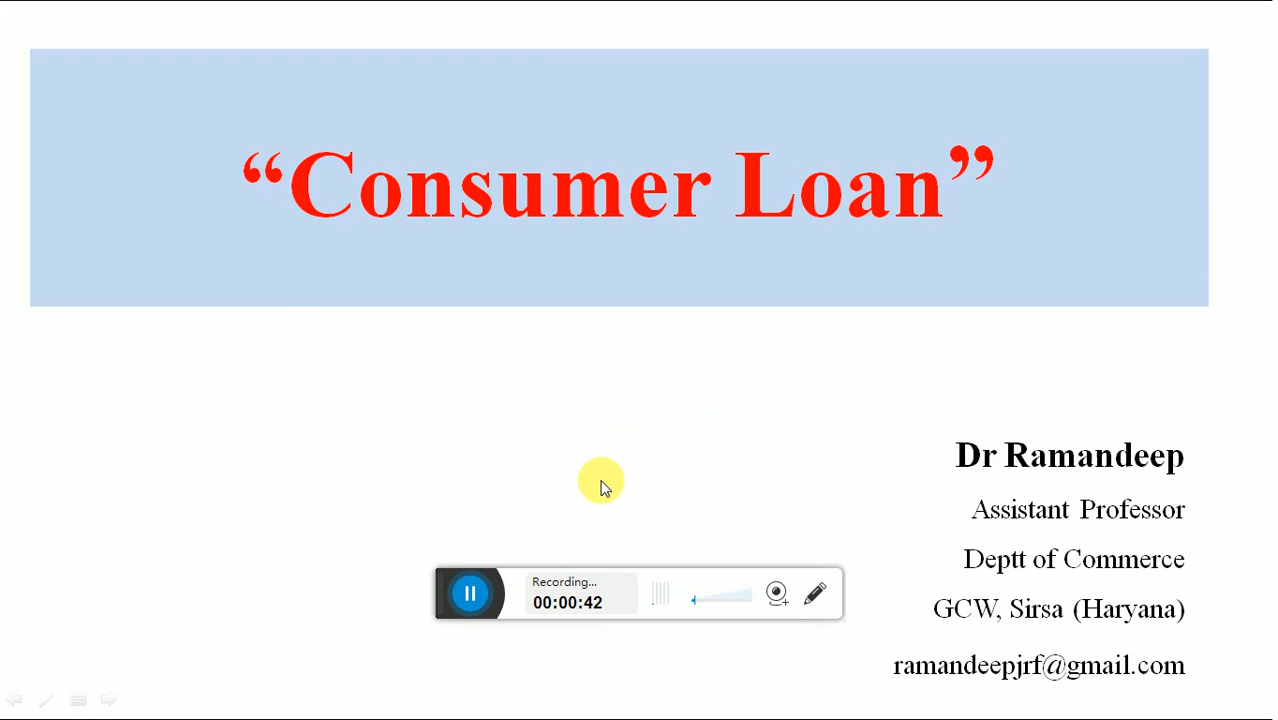 “Consumer Loan”
Dr Ramandeep
Assistant Professor
Deptt of Commerce
GCW, Sirsa (Haryana)
ramandeepjrf@gmail.com
Recording...
00:00:42